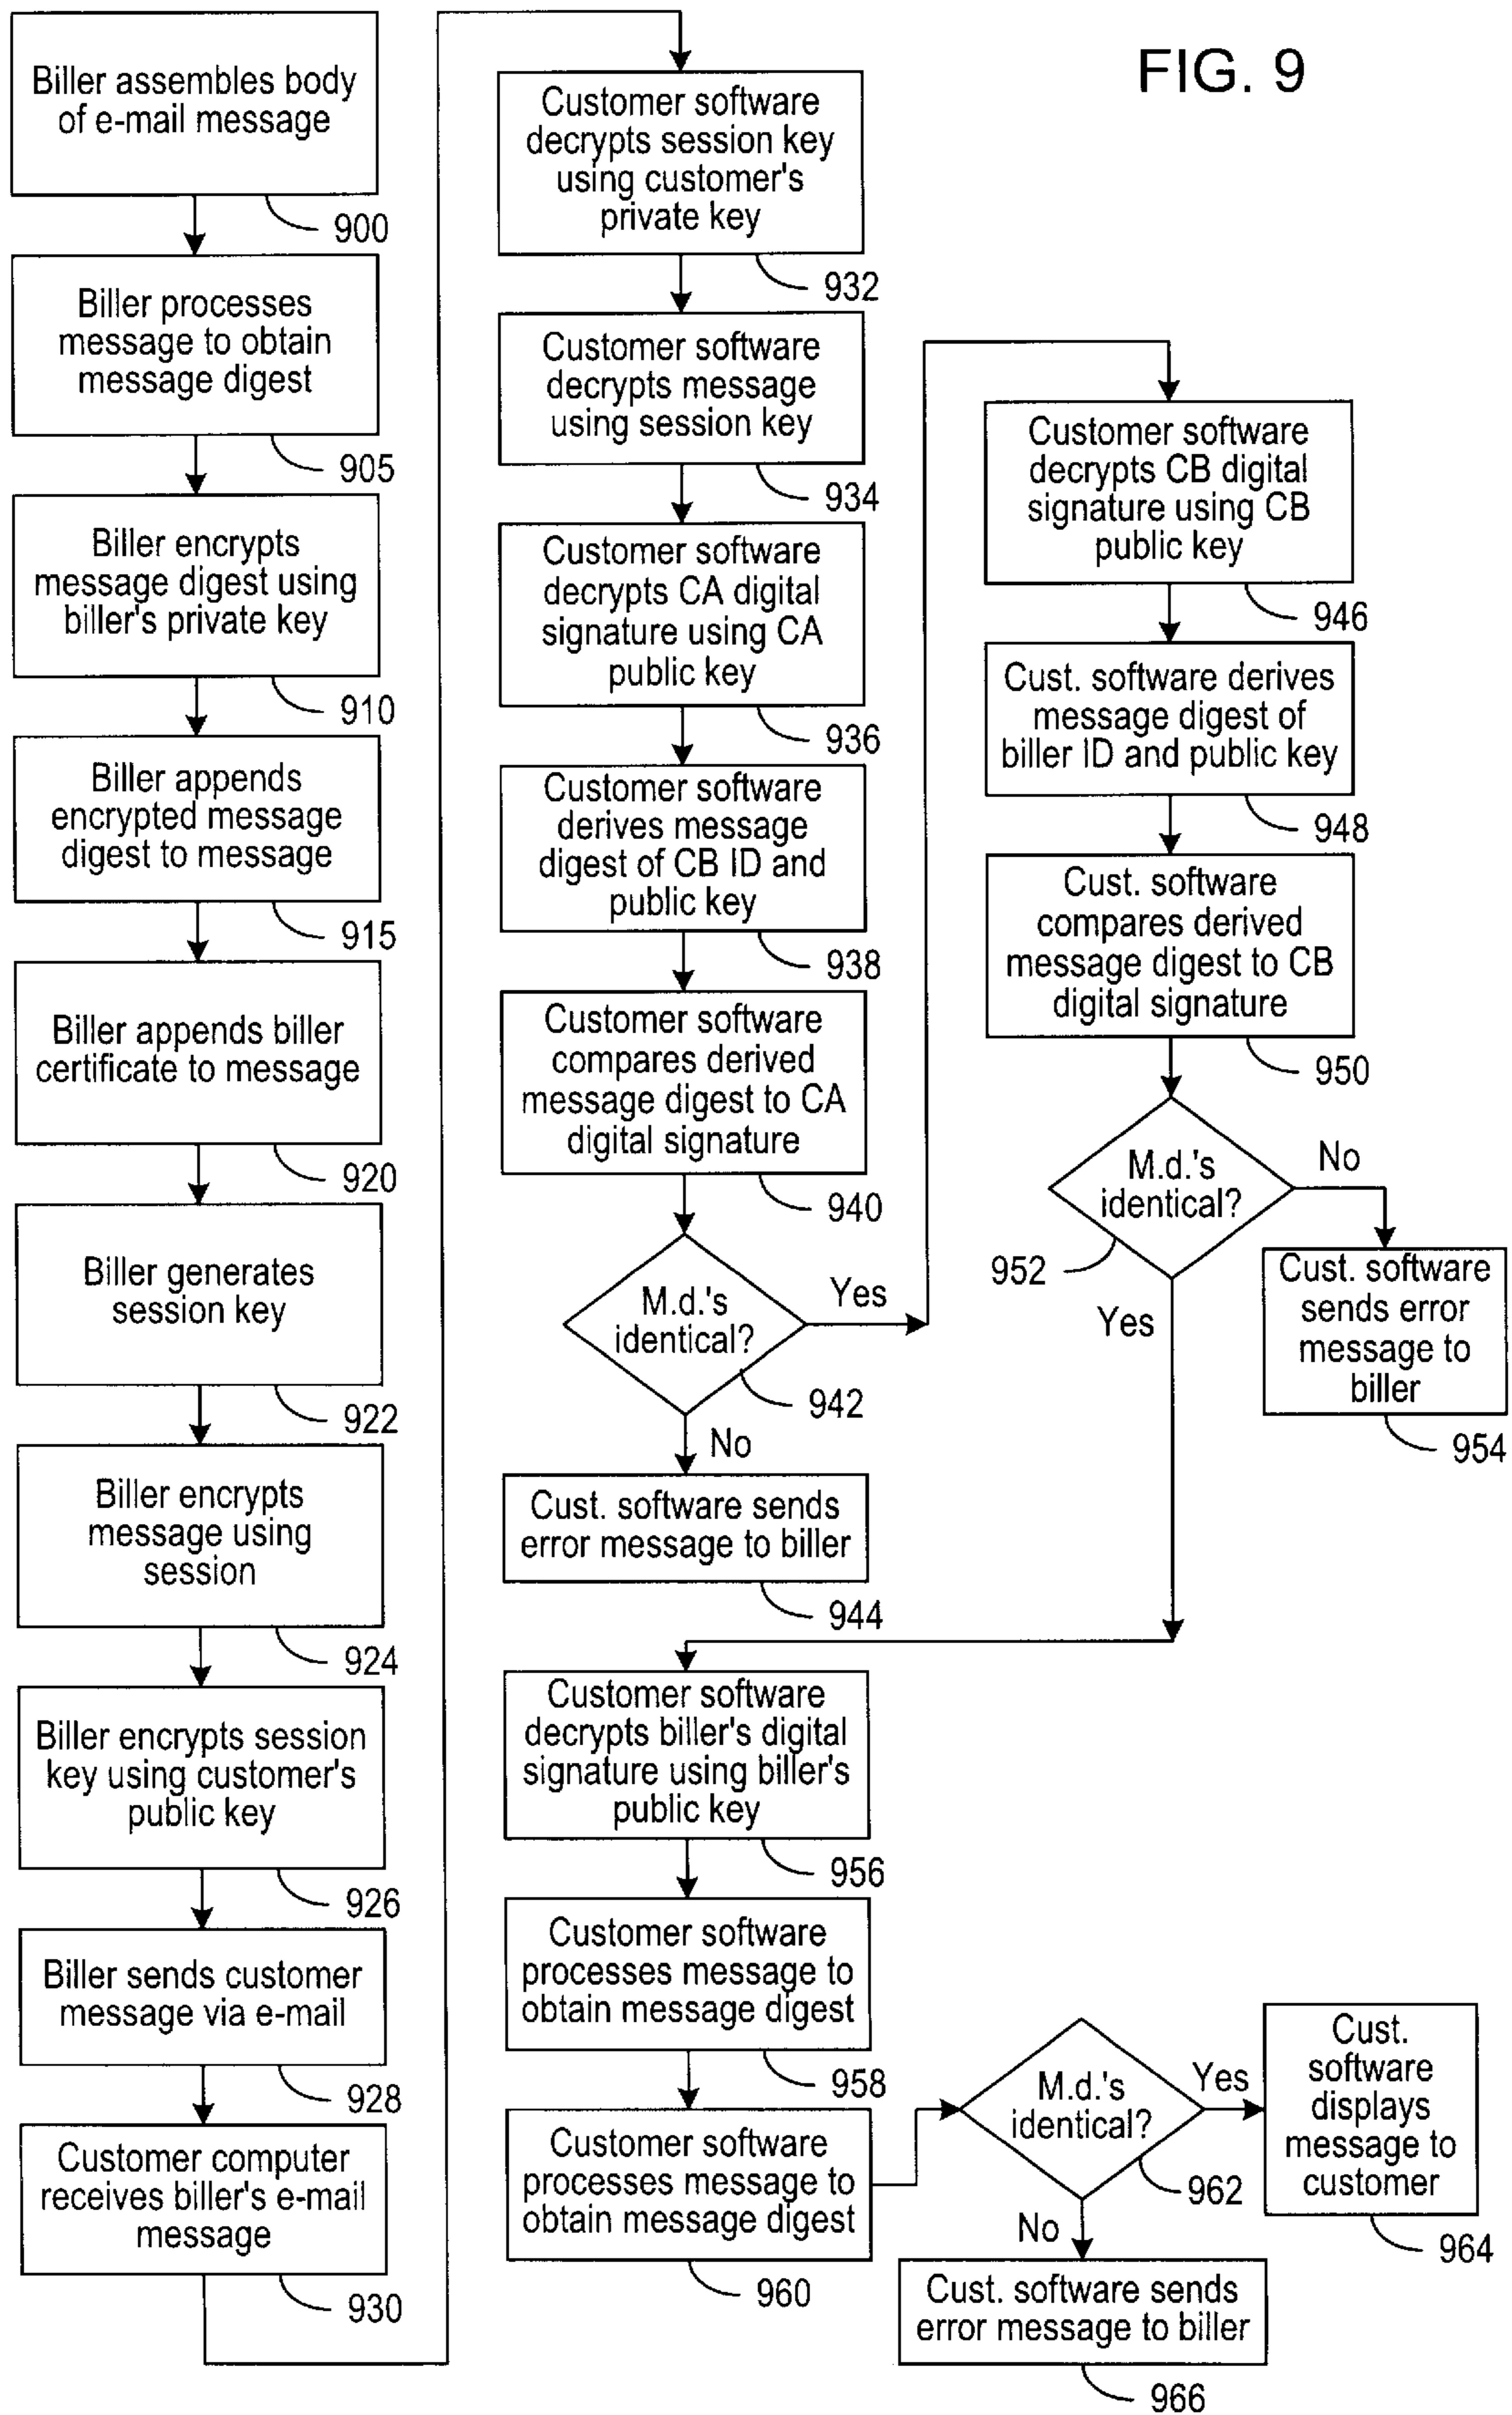 FIG. 9
Biller assembles body
of e-mail message
900
Biller processes
message to obtain
message digest
905
Biller encrypts
message digest using
biller's private key
910
Biller appends
encrypted message
digest to message
915
Biller appends biller
certificate to message
920
Biller generates
session key
922
Biller encrypts
message using
session
924
Biller encrypts session
key using customer's
public key
926
Biller sends customer
message via e-mail
928
Customer computer
receives biller's e-mail
message
930
Customer software
decrypts session key
using customer's
private key
932
Customer software
decrypts message
using session key
934
Customer software
decrypts CA digital
signature using CA
public key
936
Customer software
derives message
digest of CB ID and
public key
938
Customer software
compares derived
message digest to CA
digital signature
940
M.d.'s
identical?
Yes
942
No
Cust. software sends
error message to biller
944
Customer software
decrypts CB digital
signature using CB
public key
946
Cust. software derives
message digest of
biller ID and public key
948
Cust. software
compares derived
message digest to CB
digital signature
950
M.d.'s
identical?
No
952
Yes
Cust. software
sends error
message to
biller
954
Customer software
decrypts biller's digital
signature using biller's
public key
956
Customer software
processes message to
obtain message digest
958
Customer software
processes message to
obtain message digest
960
M.d.'s
identical?
Yes
962
No
Cust.
software
displays
message to
customer
964
Cust. software sends
error message to biller
966